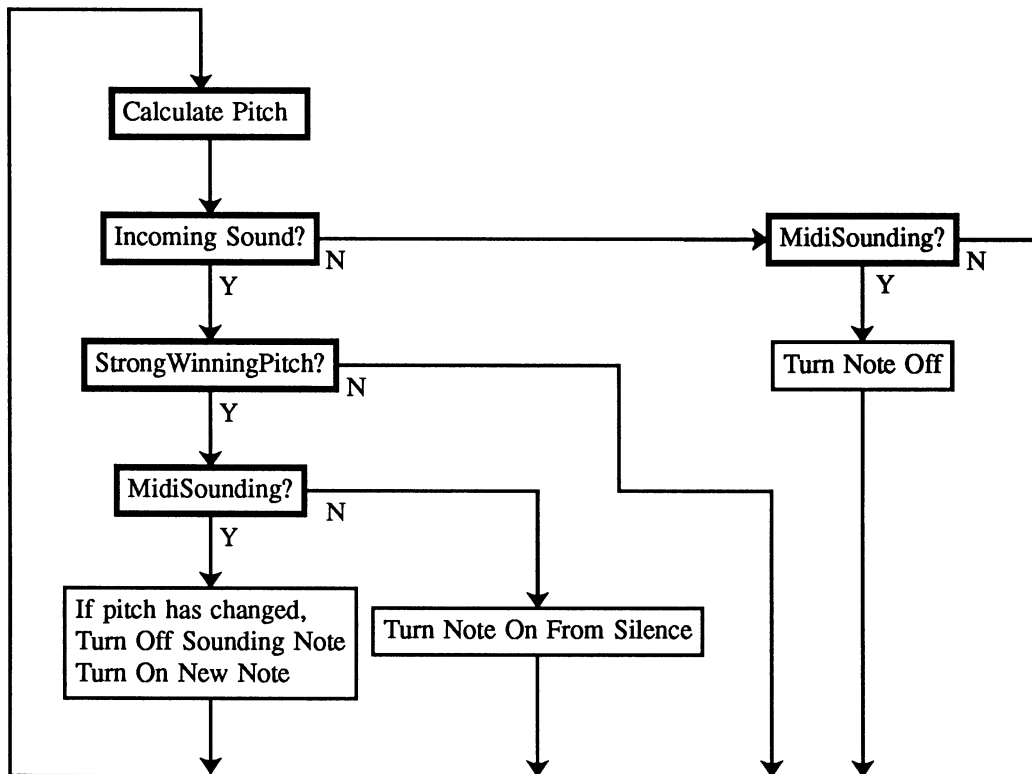 Calculate Pitch
Incoming Sound?
N
MidiSounding?
N
Y
Y
StrongWinningPitch?
N
Turn Note Off
Y
MidiSounding?
N
Y
If pitch has changed,
Turn Off Sounding Note
Turn On New Note
Turn Note On From Silence